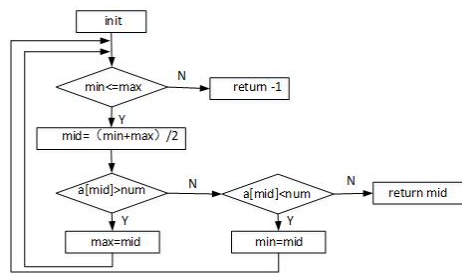 init
min<=max
N
return -1
Y
mid=（min+max）/2
a[mid]>num
N
a[mid]<num
N
return mid
Y
Y
max=mid
min=mid